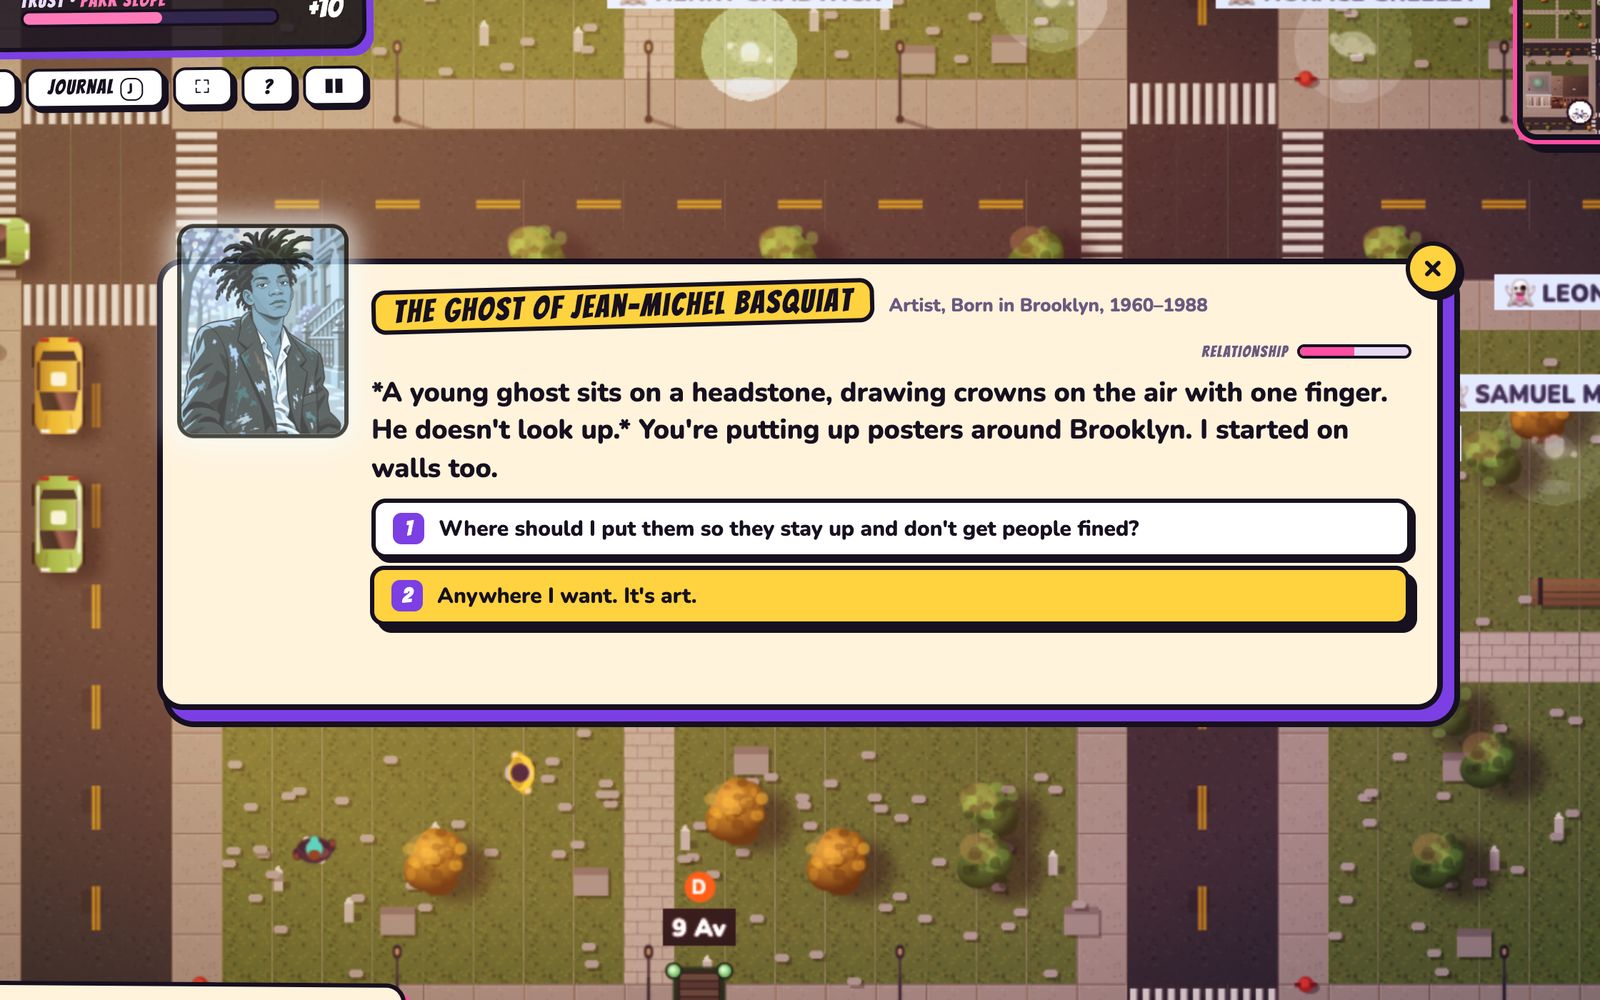 TRUST · PARK SLOPE
+10
JOURNAL J
?
THE GHOST OF JEAN-MICHEL BASQUIAT
Artist, Born in Brooklyn, 1960–1988
RELATIONSHIP
*A young ghost sits on a headstone, drawing crowns on the air with one finger.
He doesn't look up.* You're putting up posters around Brooklyn. I started on
walls too.
1 Where should I put them so they stay up and don't get people fined?
2 Anywhere I want. It's art.
LEON
SAMUEL M
D
9 Av